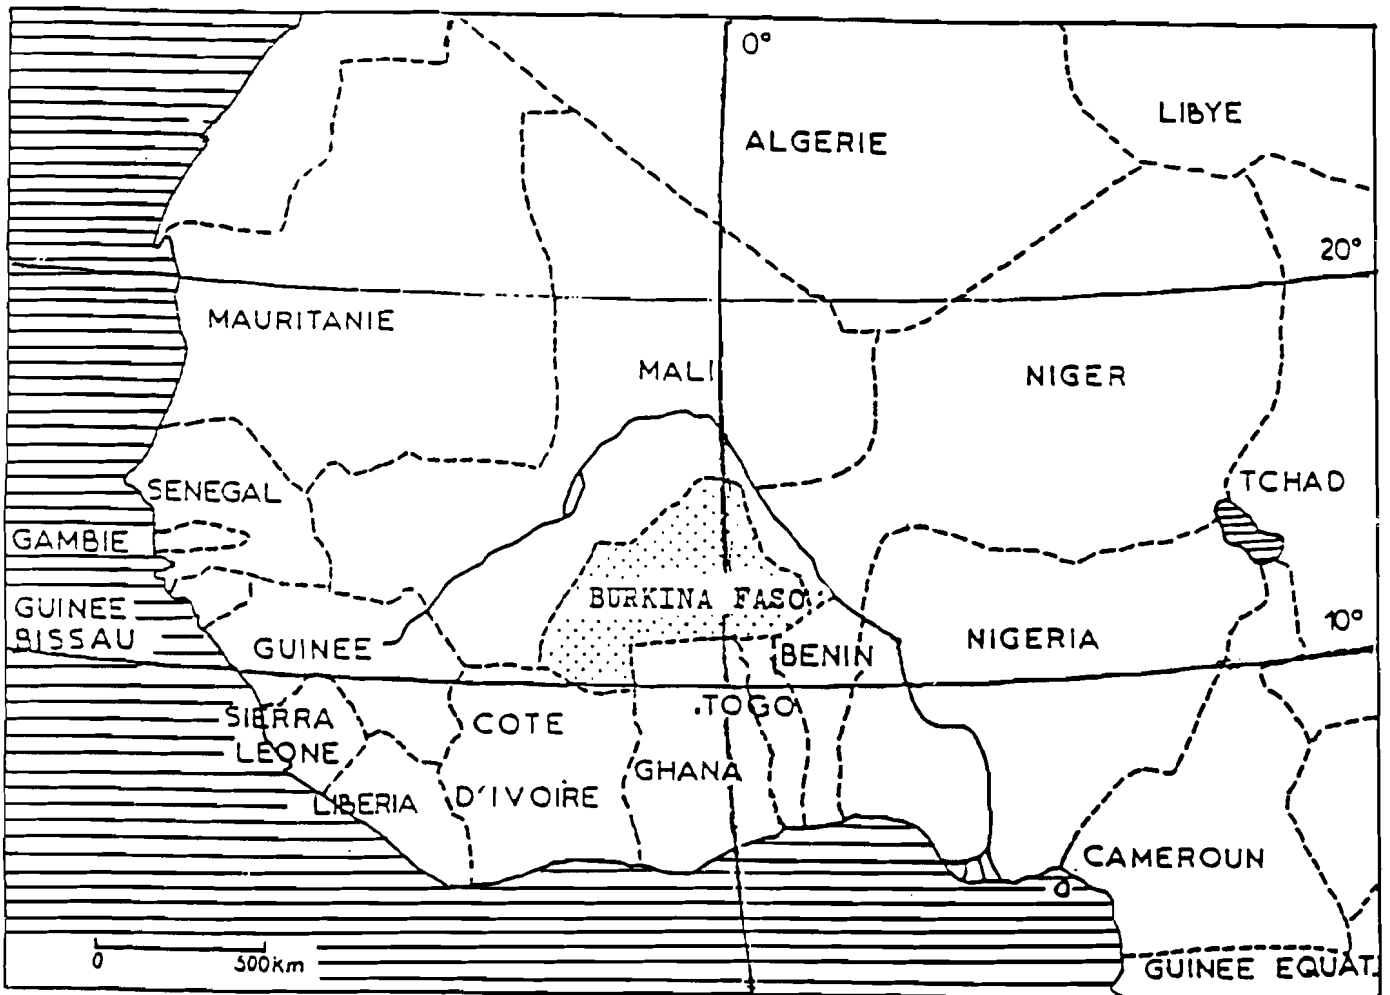 0°
LIBYE
ALGERIE
20°
MAURITANIE
MALI
NIGER
SENEGAL
TCHAD
GAMBIE
BURKINA FASO
GUINEE
BISSAU
GUINEE
BENIN
NIGERIA
10°
SIERRA
LEONE
COTE
D'IVOIRE
.TOGO
GHANA
LIBERIA
CAMEROUN
GUINEE EQUAT.
0 500km